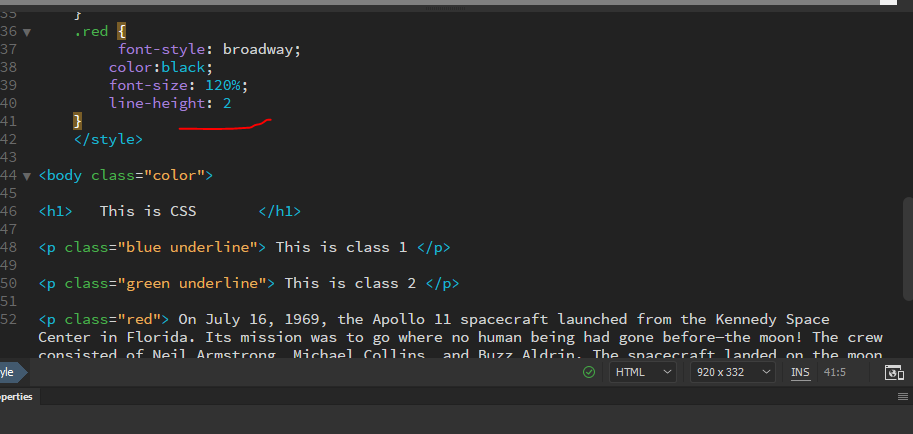 35 }
36 .red {
37 font-style: broadway;
38 color:black;
39 font-size: 120%;
40 line-height: 2
41 }
42 </style>
43
44 <body class="color">
45
46 <h1> This is CSS </h1>
47
48 <p class="blue underline"> This is class 1 </p>
49
50 <p class="green underline"> This is class 2 </p>
51
52 <p class="red"> On July 16, 1969, the Apollo 11 spacecraft launched from the Kennedy Space
Center in Florida. Its mission was to go where no human being had gone before—the moon! The crew
consisted of Neil Armstrong, Michael Collins, and Buzz Aldrin. The spacecraft landed on the moon
yle HTML 920 x 332 INS 41:5
operties